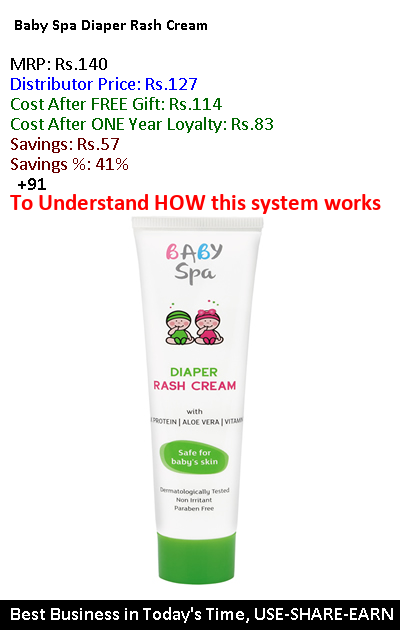 Baby Spa Diaper Rash Cream
MRP: Rs.140
Distributor Price: Rs.127
Cost After FREE Gift: Rs.114
Cost After ONE Year Loyalty: Rs.83
Savings: Rs.57
Savings %: 41%
+91
To Understand HOW this system works
BABY
Spa
DIAPER
RASH CREAM
with
PROTEIN | ALOE VERA |
Safe for
baby's skin
Dermatologically Tested
Non Irritant
Paraben Free
Best Business in Today's Time, USE-SHARE-EARN